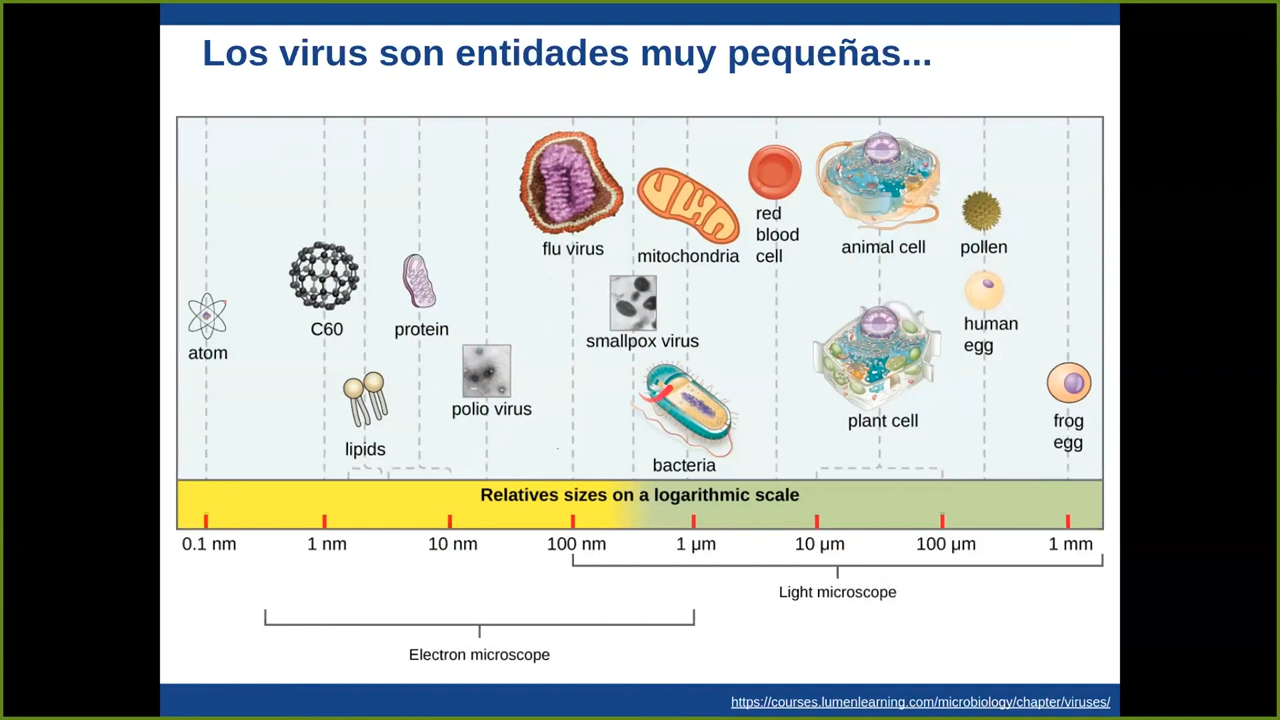 Los virus son entidades muy pequeñas...
flu virus
mitochondria
red
blood
cell
animal cell
pollen
C60
protein
atom
smallpox virus
human
egg
polio virus
plant cell
frog
egg
lipids
bacteria
Relatives sizes on a logarithmic scale
0.1 nm
1 nm
10 nm
100 nm
1 µm
10 µm
100 µm
1 mm
Light microscope
Electron microscope
https://courses.lumenlearning.com/microbiology/chapter/viruses/